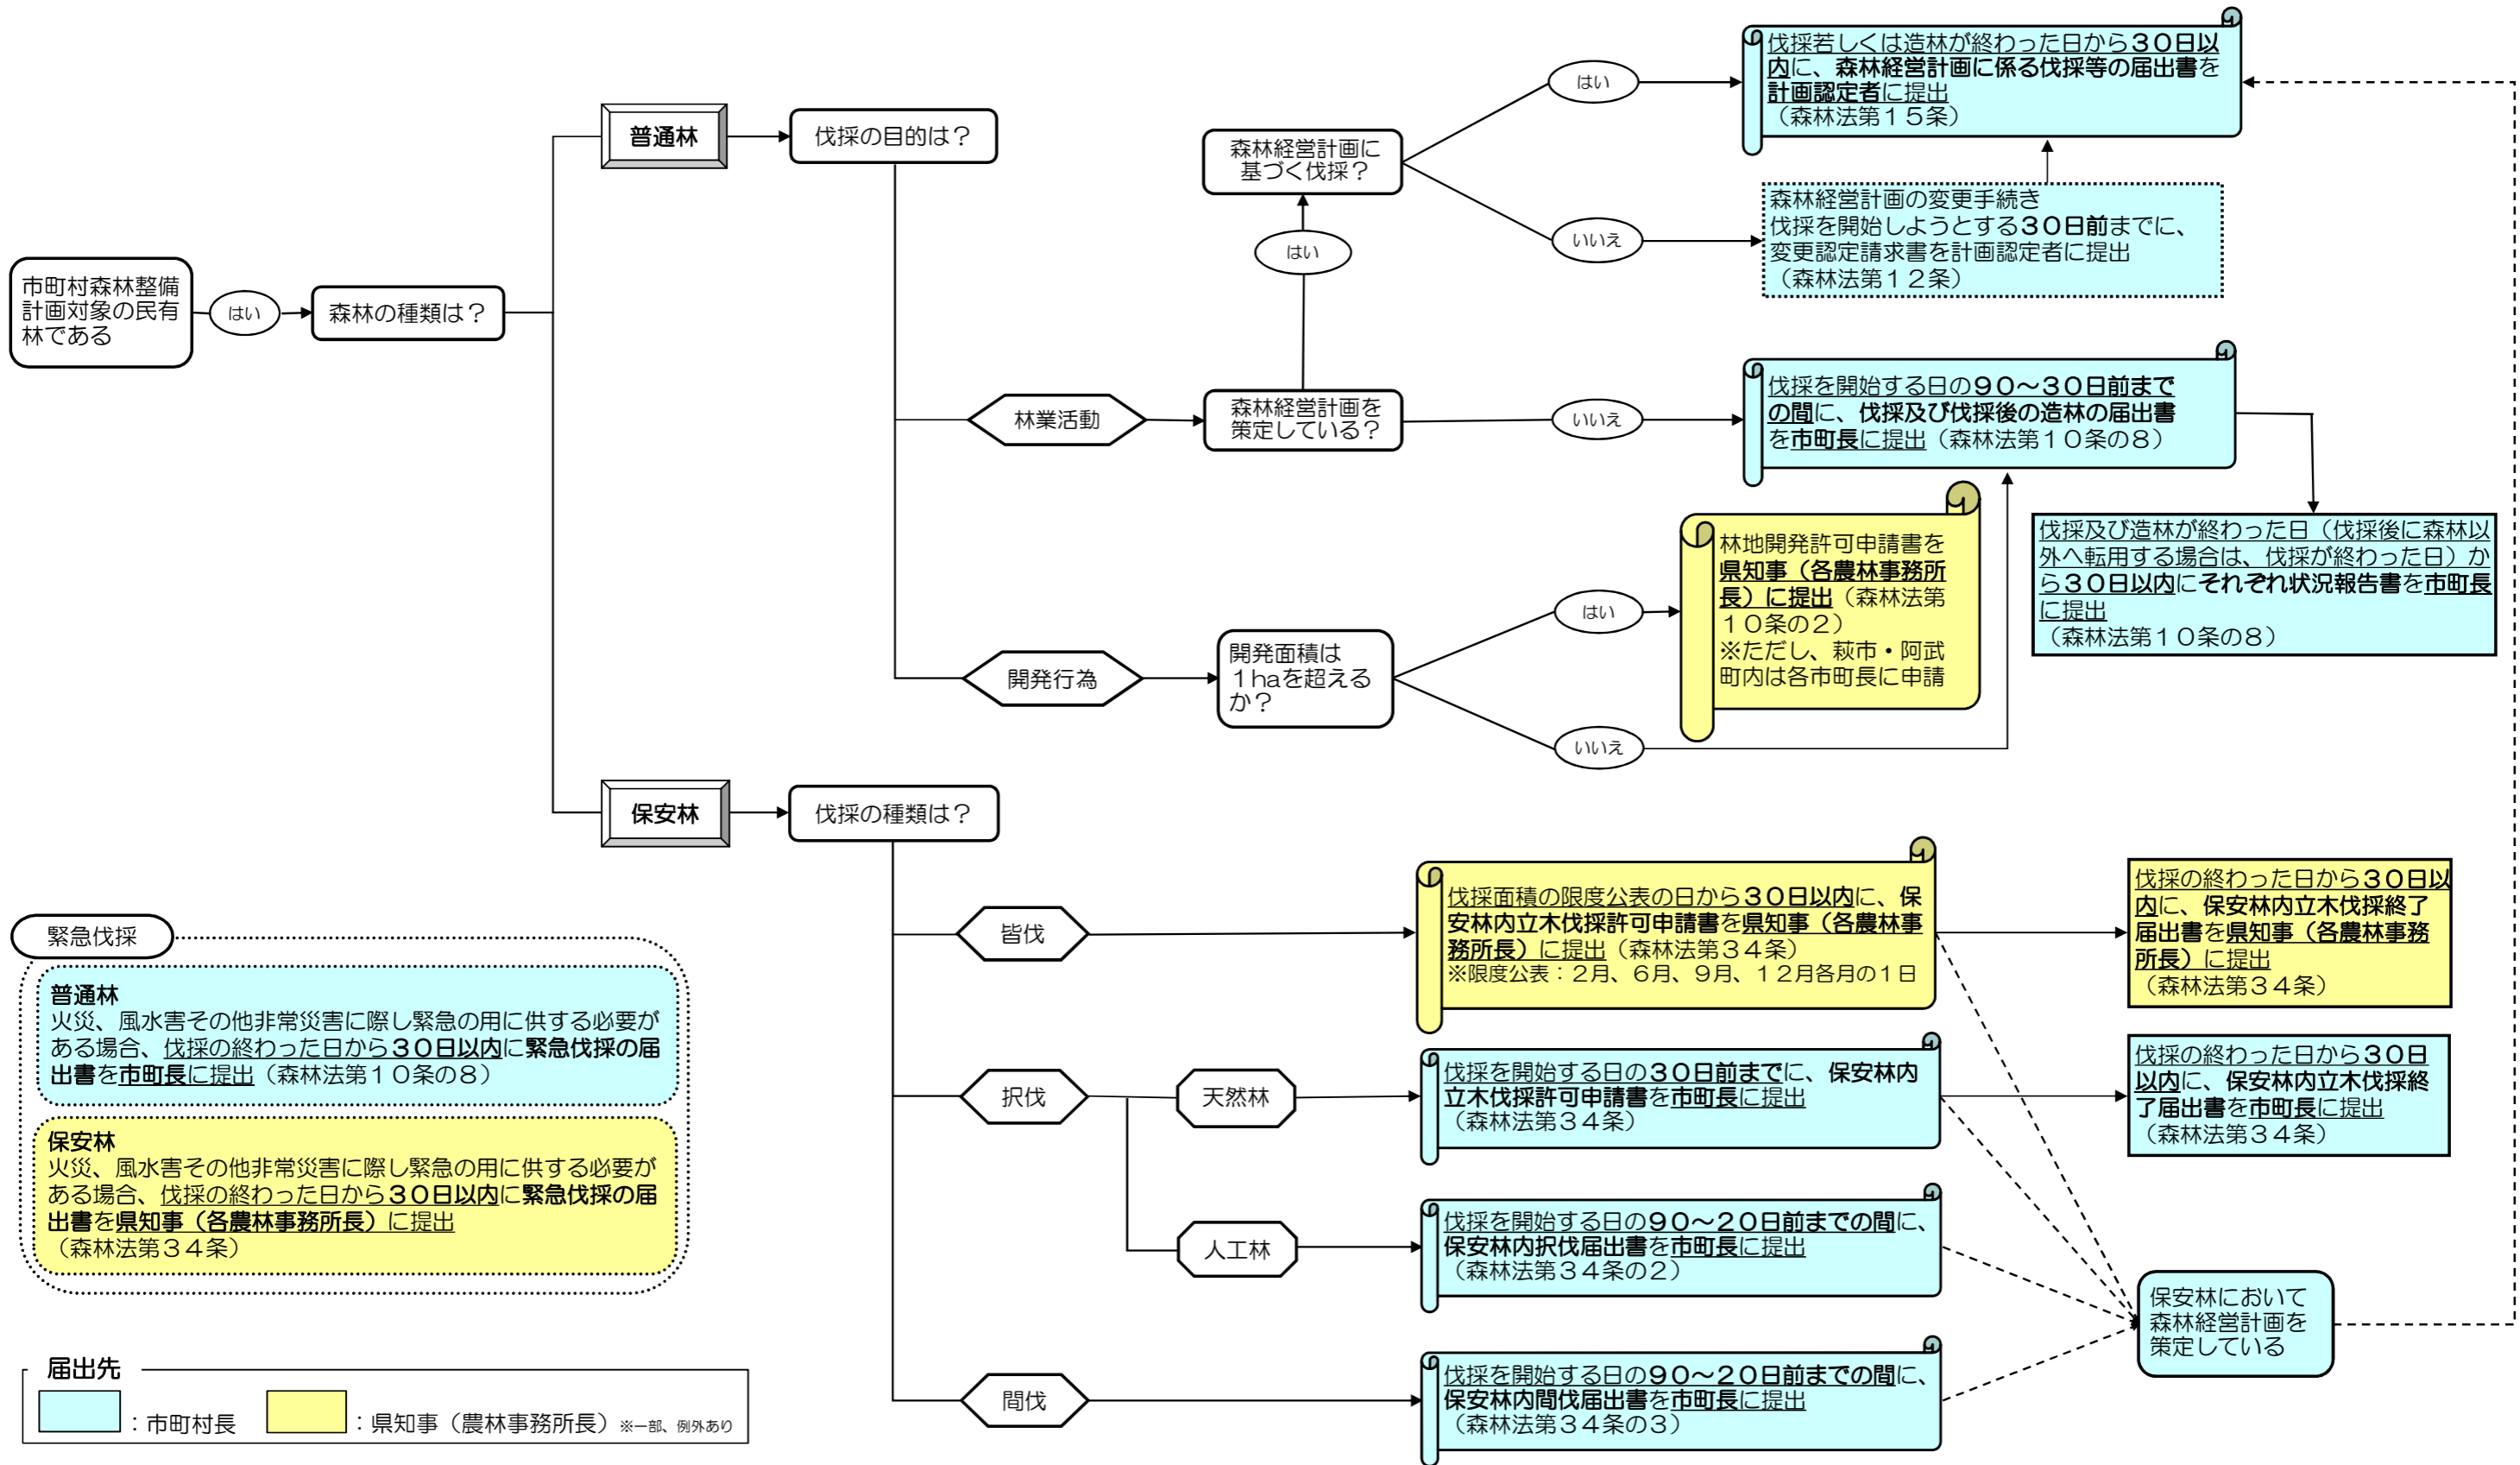 市町村森林整備
計画対象の民有
林である
はい
森林の種類は？
普通林
伐採の目的は？
林業活動
森林経営計画を
策定している？
はい
森林経営計画に
基づく伐採？
はい
伐採若しくは造林が終わった日から３０日以
内に、森林経営計画に係る伐採等の届出書を
計画認定者に提出
（森林法第１５条）
いいえ
森林経営計画の変更手続き
伐採を開始しようとする３０日前までに、
変更認定請求書を計画認定者に提出
（森林法第１２条）
いいえ
伐採を開始する日の９０～３０日前まで
の間に、伐採及び伐採後の造林の届出書
を市町長に提出（森林法第１０条の８）
伐採及び造林が終わった日（伐採後に森林以
外へ転用する場合は、伐採が終わった日）か
ら３０日以内にそれぞれ状況報告書を市町長
に提出
（森林法第１０条の８）
開発行為
開発面積は
１haを超える
か？
はい
林地開発許可申請書を
県知事（各農林事務所
長）に提出（森林法第
１０条の２）
※ただし、萩市・阿武
町内は各市町長に申請
いいえ
保安林
伐採の種類は？
皆伐
伐採面積の限度公表の日から３０日以内に、保
安林内立木伐採許可申請書を県知事（各農林事
務所長）に提出（森林法第３４条）
※限度公表：２月、６月、９月、１２月各月の１日
伐採の終わった日から３０日以
内に、保安林内立木伐採終了
届出書を県知事（各農林事務
所長）に提出
（森林法第３４条）
択伐
天然林
伐採を開始する日の３０日前までに、保安林内
立木伐採許可申請書を市町長に提出
（森林法第３４条）
伐採の終わった日から３０日
以内に、保安林内立木伐採終
了届出書を市町長に提出
（森林法第３４条）
人工林
伐採を開始する日の９０～２０日前までの間に、
保安林内択伐届出書を市町長に提出
（森林法第３４条の２）
間伐
伐採を開始する日の９０～２０日前までの間に、
保安林内間伐届出書を市町長に提出
（森林法第３４条の３）
保安林において
森林経営計画を
策定している
緊急伐採
普通林
火災、風水害その他非常災害に際し緊急の用に供する必要が
ある場合、伐採の終わった日から３０日以内に緊急伐採の届
出書を市町長に提出（森林法第１０条の８）
保安林
火災、風水害その他非常災害に際し緊急の用に供する必要が
ある場合、伐採の終わった日から３０日以内に緊急伐採の届
出書を県知事（各農林事務所長）に提出
（森林法第３４条）
届出先
：市町村長
：県知事（農林事務所長）※一部、例外あり